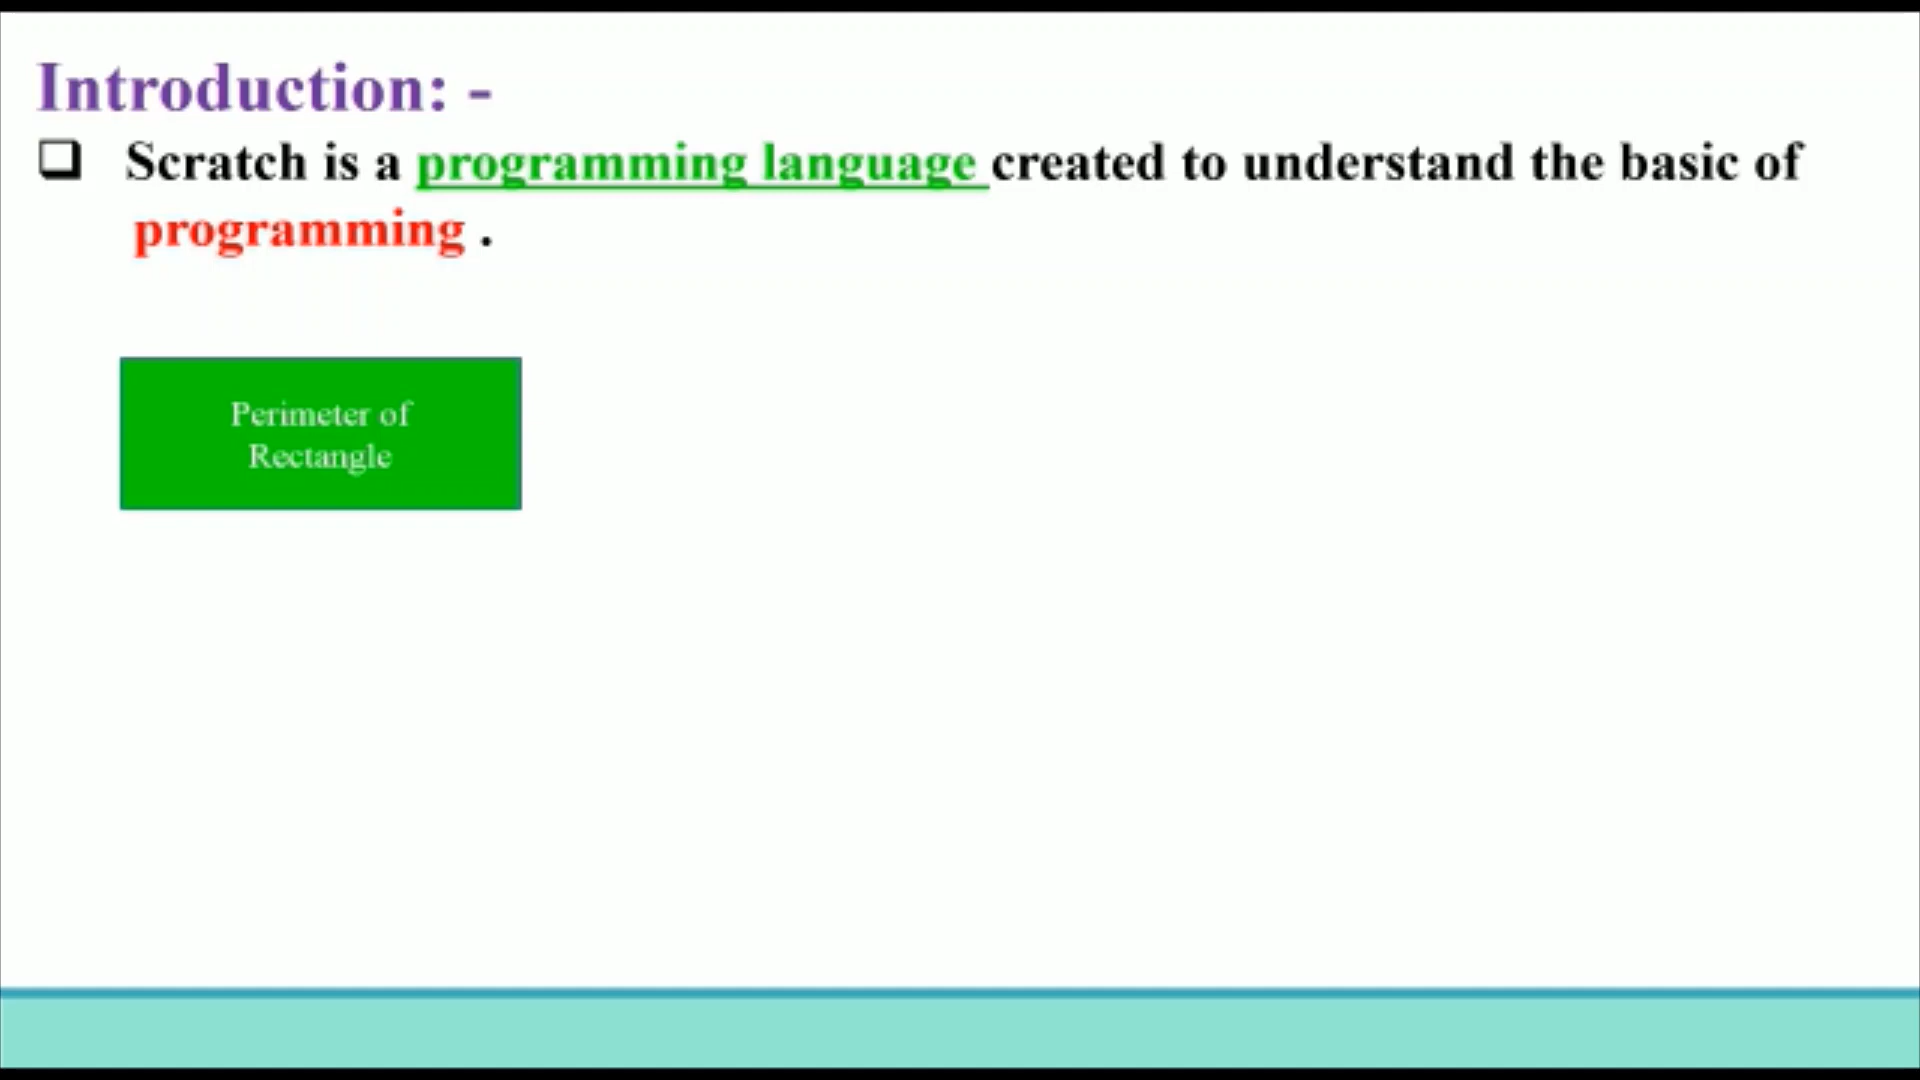 Introduction: -
❑ Scratch is a programming language created to understand the basic of
programming .
Perimeter of
Rectangle